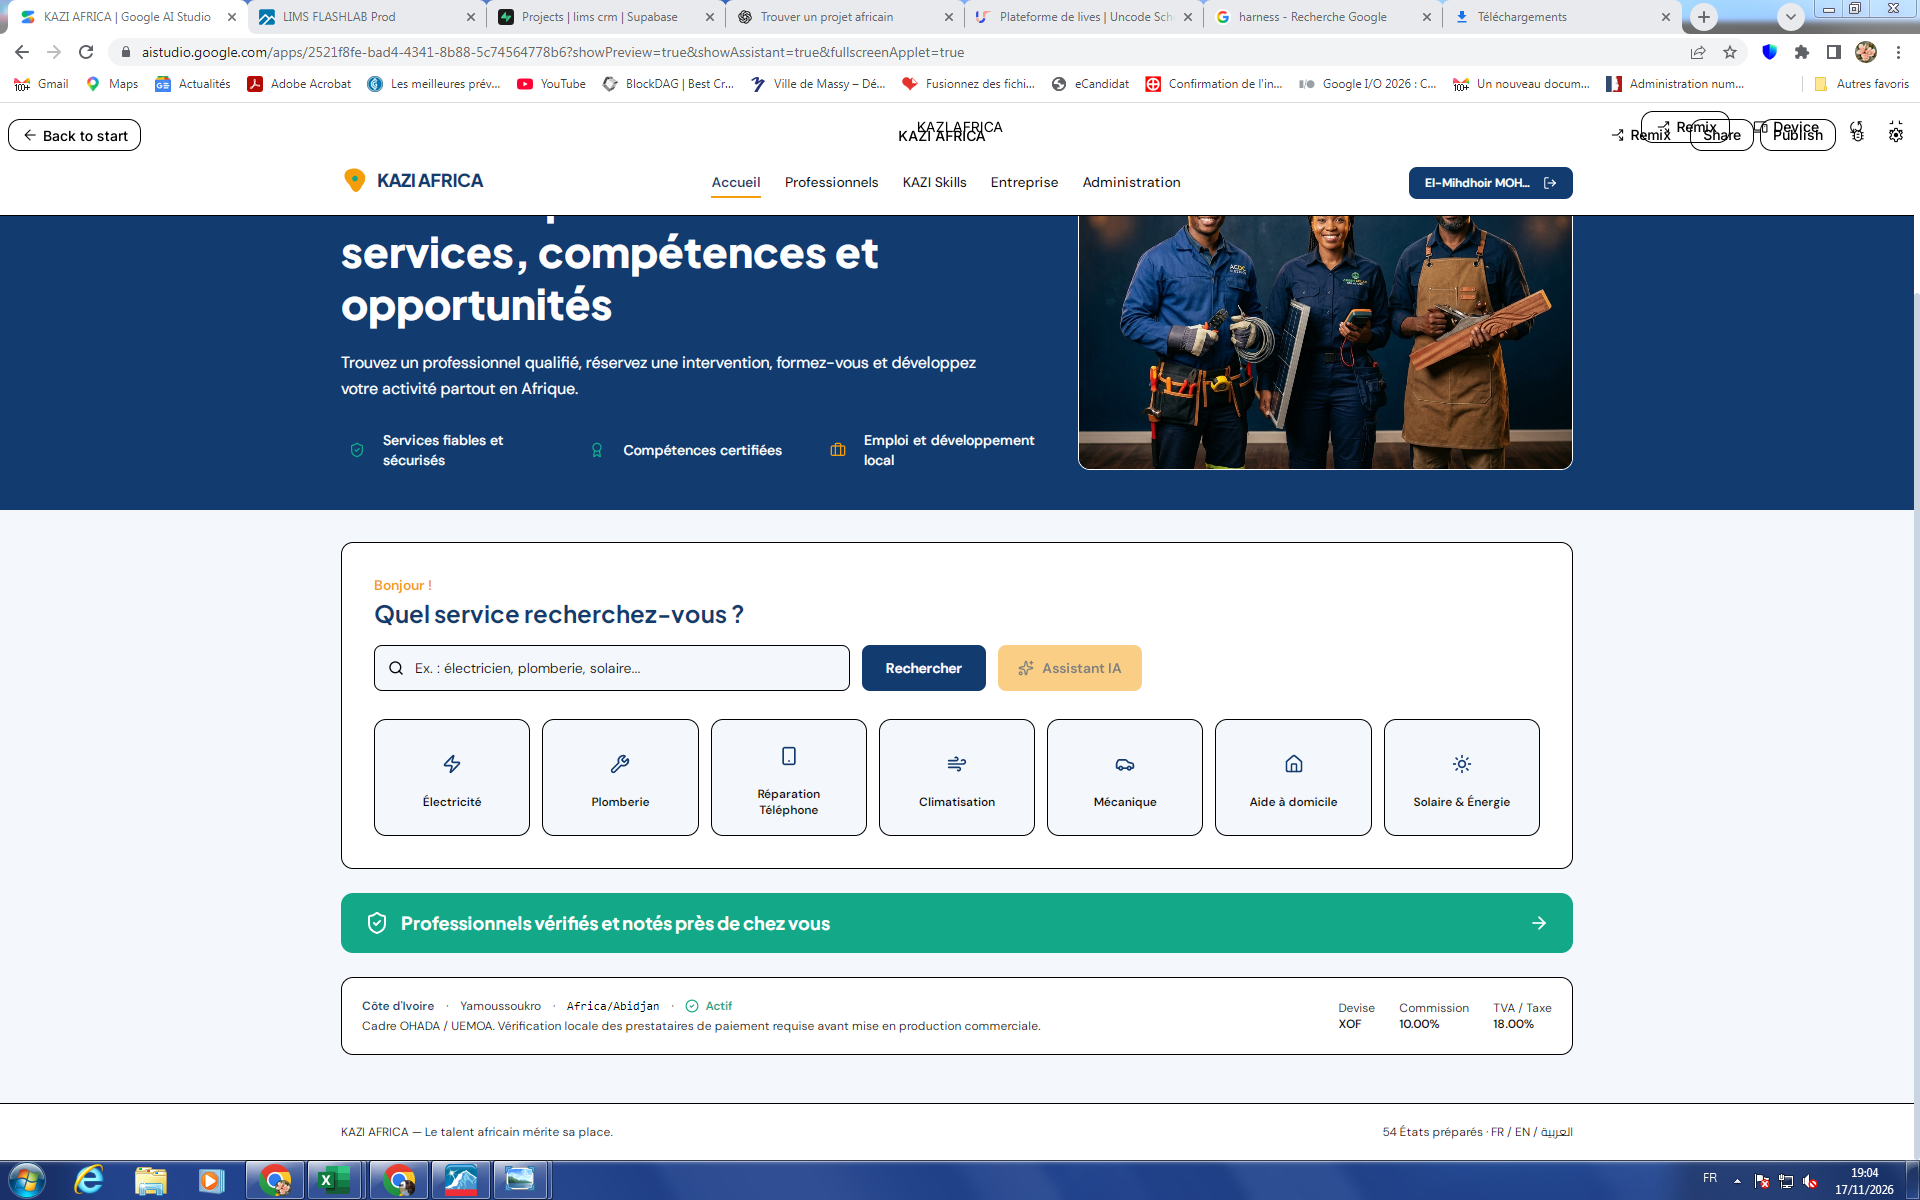 KAZI AFRICA | Google AI Studio
LIMS FLASHLAB Prod
Projects | lims crm | Supabase
Trouver un projet africain
Plateforme de lives | Uncode Sch
harness - Recherche Google
Téléchargements
aistudio.google.com/apps/2521f8fe-bad4-4341-8b88-5c74564778b6?showPreview=true&showAssistant=true&fullscreenApplet=true
Gmail
Maps
Actualités
Adobe Acrobat
Les meilleures prév...
YouTube
BlockDAG | Best Cr...
Ville de Massy – Dé...
Fusionnez des fichi...
eCandidat
Confirmation de l'in...
Google I/O 2026 : C...
Un nouveau docum...
Administration num...
Autres favoris
Back to start
KAZI AFRICA
KAZI AFRICA
Remix
Device
Remix
Share
Publish
KAZI AFRICA
Accueil
Professionnels
KAZI Skills
Entreprise
Administration
El-Mihdhoir MOH...
services, compétences et
opportunités
Trouvez un professionnel qualifié, réservez une intervention, formez-vous et développez
votre activité partout en Afrique.
Services fiables et
sécurisés
Compétences certifiées
Emploi et développement
local
Bonjour !
Quel service recherchez-vous ?
Ex. : électricien, plomberie, solaire...
Rechercher
Assistant IA
Électricité
Plomberie
Réparation
Téléphone
Climatisation
Mécanique
Aide à domicile
Solaire & Énergie
Professionnels vérifiés et notés près de chez vous
Côte d'Ivoire · Yamoussoukro · Africa/Abidjan · Actif
Cadre OHADA / UEMOA. Vérification locale des prestataires de paiement requise avant mise en production commerciale.
Devise
XOF
Commission
10.00%
TVA / Taxe
18.00%
KAZI AFRICA — Le talent africain mérite sa place.
54 États préparés · FR / EN / العربية
FR
19:04
17/11/2026